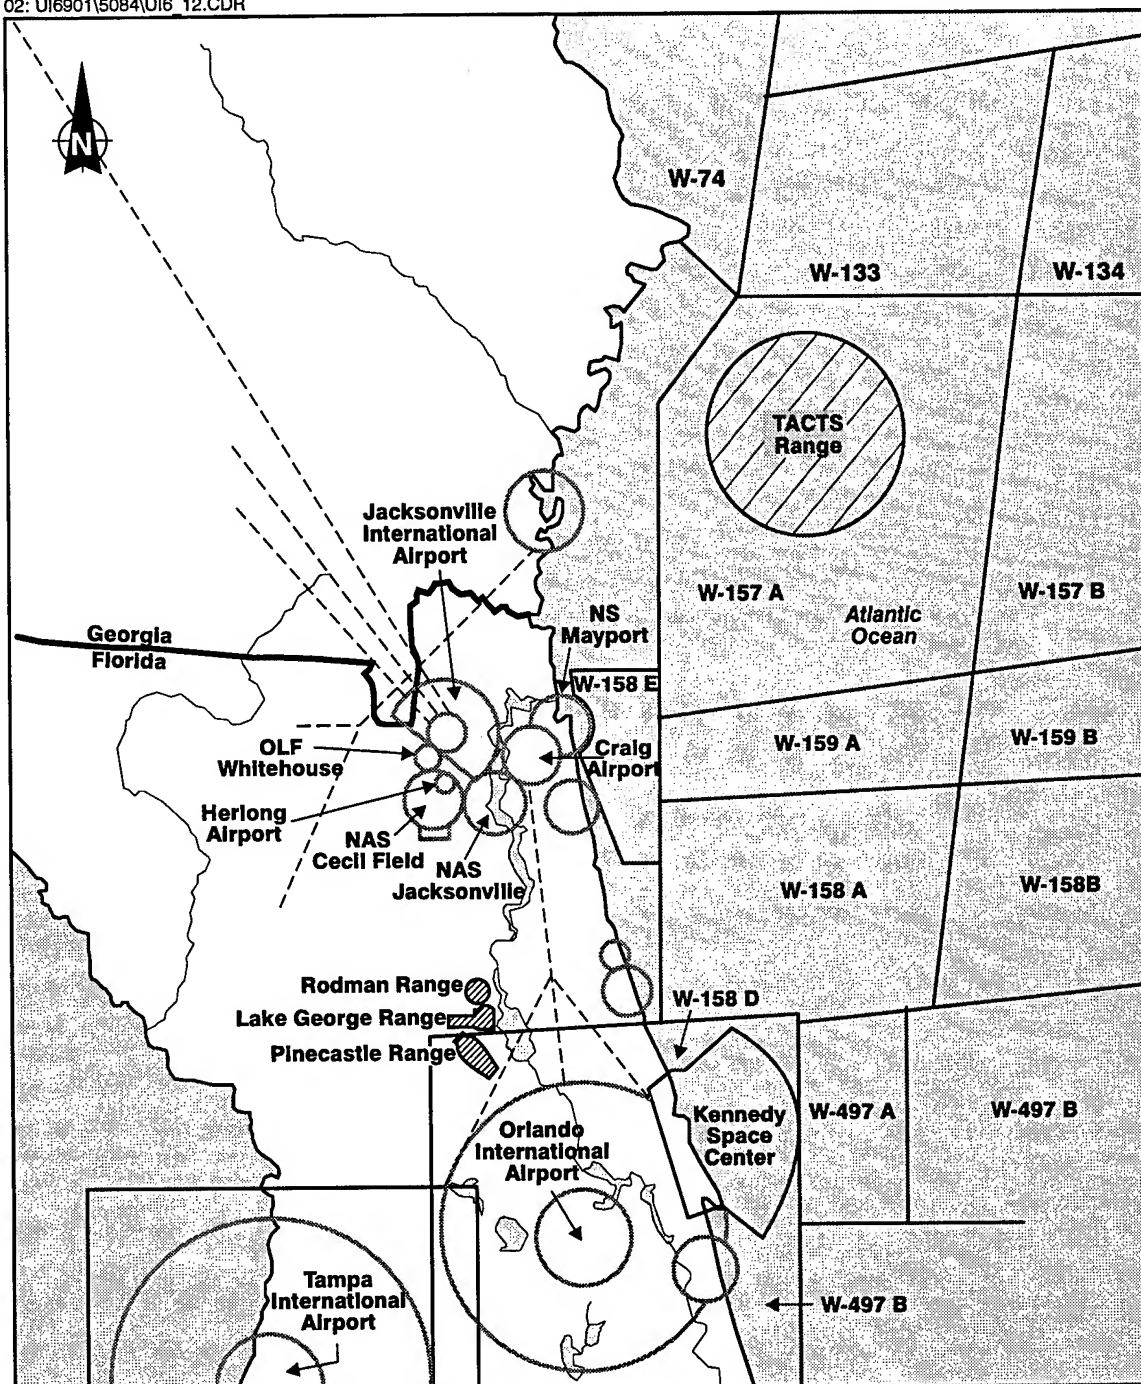 02: UI6901\5084\UI6_12.CDR
N
W-74
W-133
W-134
TACTS
Range
Jacksonville
International
Airport
W-157 A
W-157 B
Atlantic
Ocean
NS
Mayport
Georgia
Florida
W-158 E
OLF
Whitehouse
Craig
Airport
W-159 A
W-159 B
Herlong
Airport
NAS
Cecil Field
NAS
Jacksonville
W-158 A
W-158B
Rodman Range
Lake George Range
Pinecastle Range
W-158 D
Kennedy
Space
Center
W-497 A
W-497 B
Orlando
International
Airport
Tampa
International
Airport
W-497 B